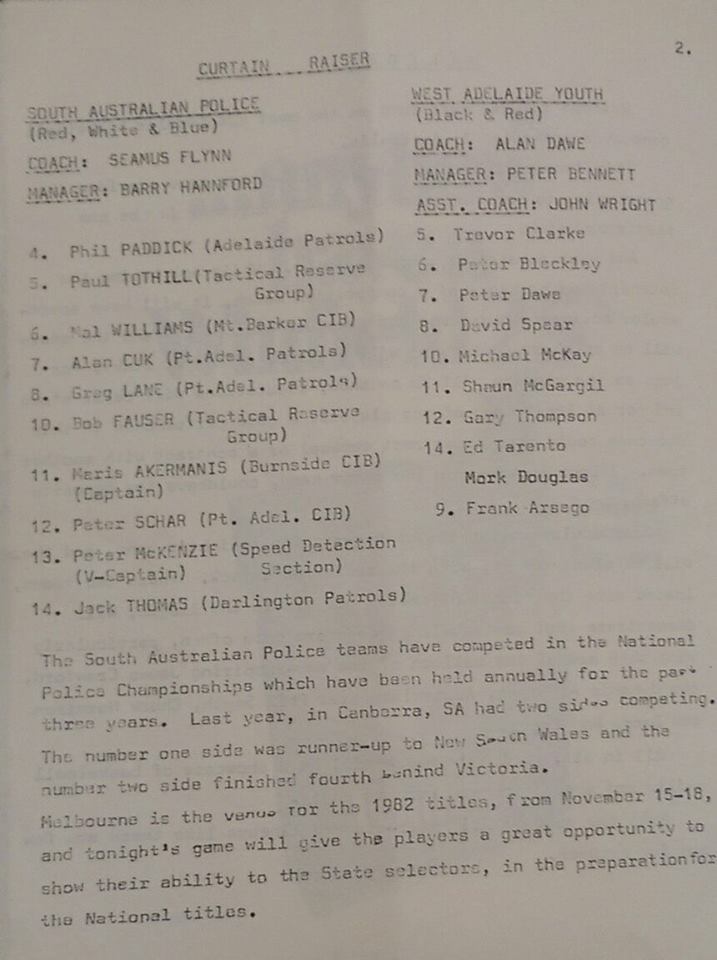 2.
CURTAIN RAISER
SOUTH AUSTRALIAN POLICE
(Red, White & Blue)
COACH: SEAMUS FLYNN
MANAGER: BARRY HANNFORD
4. Phil PADDICK (Adelaide Patrols)
5. Paul TOTHILL(Tactical Reserve
Group)
6. Mal WILLIAMS (Mt.Barker CIB)
7. Alan CUK (Pt.Adel. Patrols)
8. Greg LANE (Pt.Adel. Patrols)
10. Bob FAUSER (Tactical Reserve
Group)
11. Maris AKERMANIS (Burnside CIB)
(Captain)
12. Peter SCHAR (Pt. Adel. CIB)
13. Peter McKENZIE (Speed Detection
(V-Captain) Section)
14. Jack THOMAS (Darlington Patrols)
WEST ADELAIDE YOUTH
(Black & Red)
COACH: ALAN DAWE
MANAGER: PETER BENNETT
ASST. COACH: JOHN WRIGHT
5. Trevor Clarke
6. Peter Bleckley
7. Peter Dawe
8. David Spear
10. Michael McKay
11. Shaun McGargil
12. Gary Thompson
14. Ed Tarento
Mark Douglas
9. Frank Arsego
The South Australian Police teams have competed in the National
Police Championships which have been held annually for the past
three years. Last year, in Canberra, SA had two sides competing.
The number one side was runner-up to New South Wales and the
number two side finished fourth behind Victoria.
Melbourne is the venue for the 1982 titles, from November 15-18,
and tonight's game will give the players a great opportunity to
show their ability to the State selectors, in the preparationfor
the National titles.